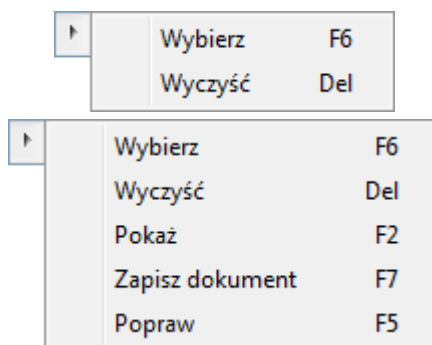 Wybierz F6
Wyczyść Del
Wybierz F6
Wyczyść Del
Pokaż F2
Zapisz dokument F7
Popraw F5